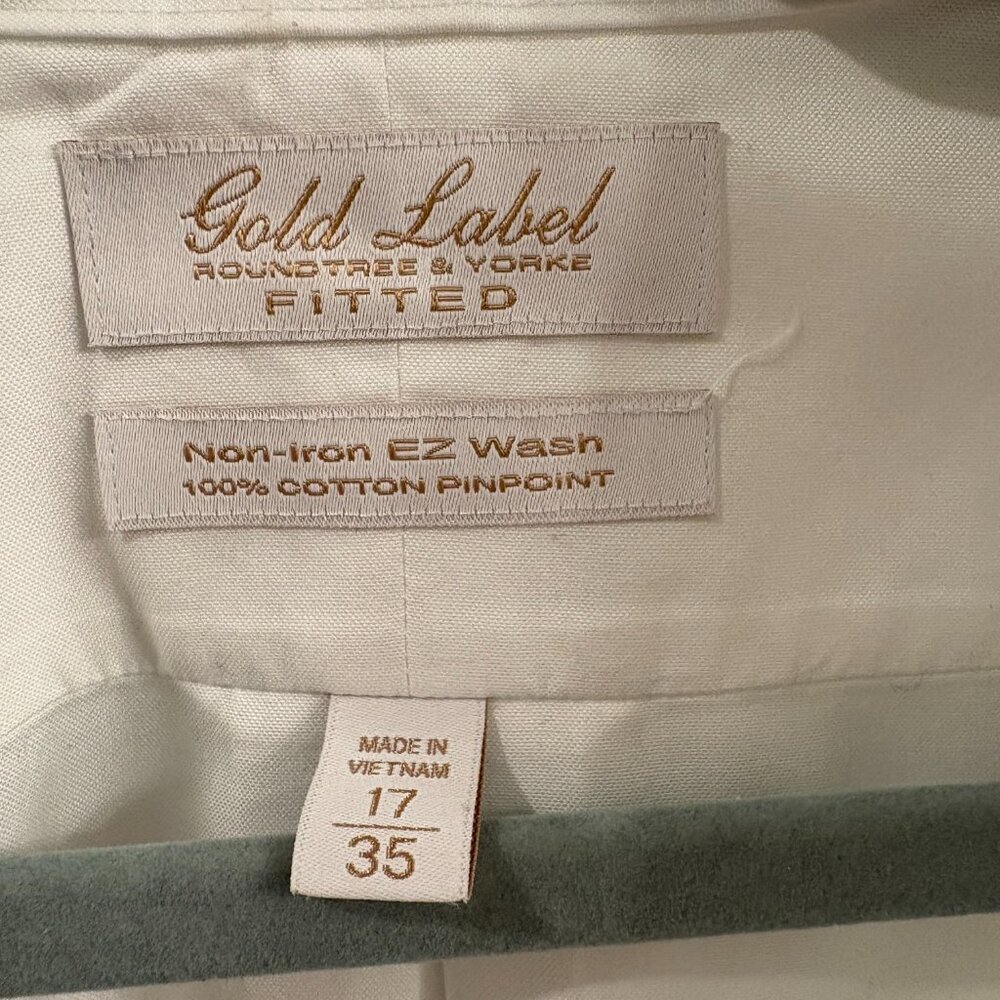 Gold Label
ROUNDTREE & YORKE
FiTTED
Non-Iron EZ Wash
100% COTTON PINPOINT
MADE IN
VIETNAM
17
35